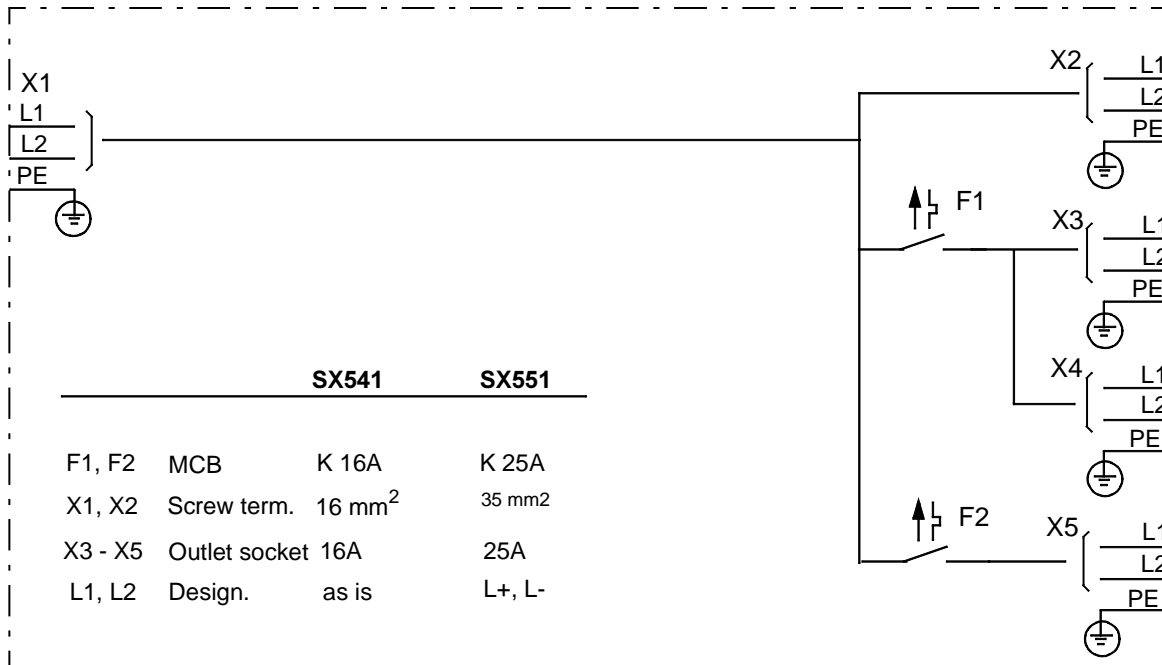 X1
L1
L2
PE
X2
L1
L2
PE
F1
X3
L1
L2
PE
X4
L1
L2
PE
F2
X5
L1
L2
PE
SX541 SX551
F1, F2 MCB K 16A K 25A
X1, X2 Screw term. 16 mm2 35 mm2
X3 - X5 Outlet socket 16A 25A
L1, L2 Design. as is L+, L-